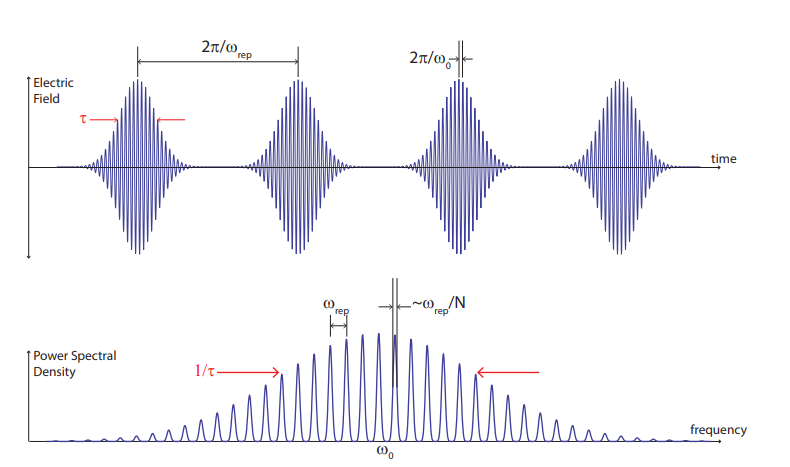 2π/ω_rep
2π/ω_0
Electric
Field
τ
time
ω_rep
~ω_rep/N
Power Spectral
Density
1/τ
frequency
ω_0